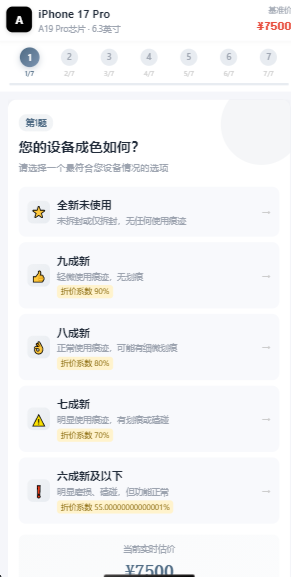 A
iPhone 17 Pro
A19 Pro芯片 · 6.3英寸
基准价
¥7500
1
2
3
4
5
6
7
1/7
2/7
3/7
4/7
5/7
6/7
7/7
第1题
您的设备成色如何?
请选择一个最符合您设备情况的选项
全新未使用
未拆封或仅拆封，无任何使用痕迹
→
九成新
轻微使用痕迹，无划痕
折价系数 90%
→
八成新
正常使用痕迹，可能有细微划痕
折价系数 80%
→
七成新
明显使用痕迹，有划痕或磕碰
折价系数 70%
→
六成新及以下
明显磨损、磕碰，但功能正常
折价系数 55.00000000000001%
→
当前实时估价
¥7500